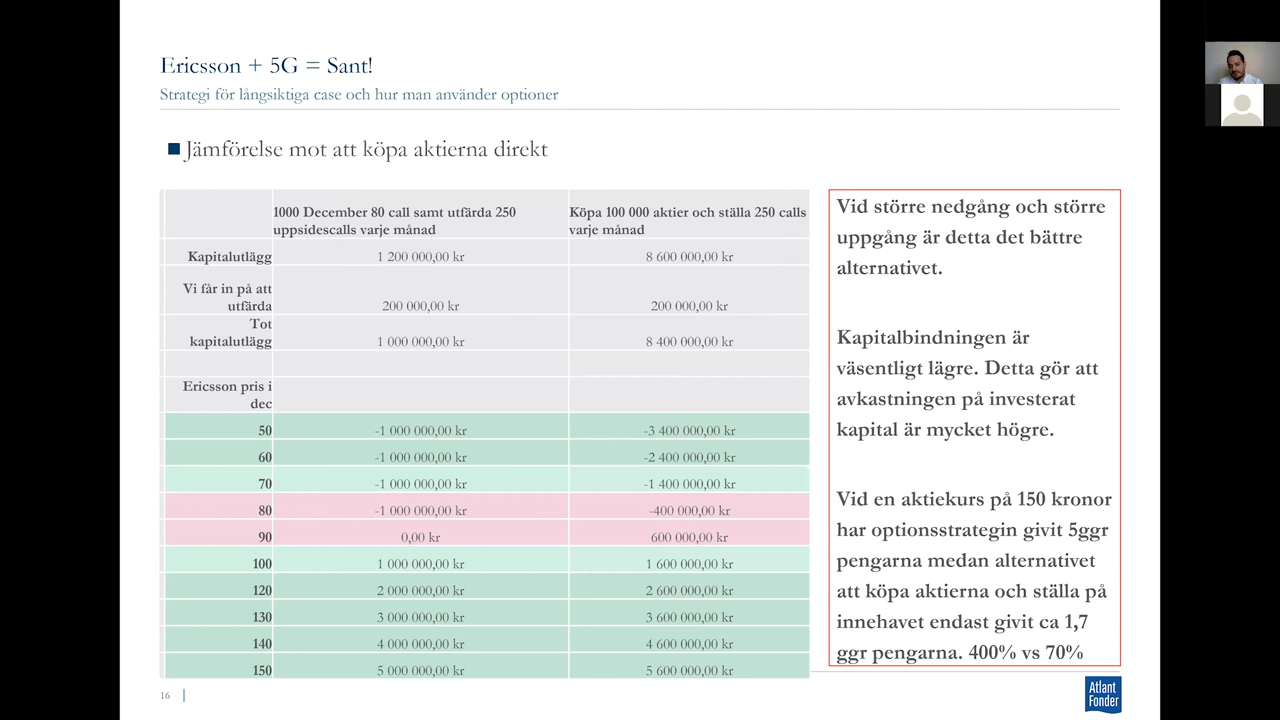 Ericsson + 5G = Sant!
Strategi för långsiktiga case och hur man använder optioner
Jämförelse mot att köpa aktierna direkt
1000 December 80 call samt utfärda 250
uppsidescalls varje månad
Köpa 100 000 aktier och ställa 250 calls
varje månad
Kapitalutlägg 1 200 000,00 kr 8 600 000,00 kr
Vi får in på att
utfärda 200 000,00 kr 200 000,00 kr
Tot
kapitalutlägg 1 000 000,00 kr 8 400 000,00 kr
Ericsson pris i
dec
50 -1 000 000,00 kr -3 400 000,00 kr
60 -1 000 000,00 kr -2 400 000,00 kr
70 -1 000 000,00 kr -1 400 000,00 kr
80 -1 000 000,00 kr -400 000,00 kr
90 0,00 kr 600 000,00 kr
100 1 000 000,00 kr 1 600 000,00 kr
120 2 000 000,00 kr 2 600 000,00 kr
130 3 000 000,00 kr 3 600 000,00 kr
140 4 000 000,00 kr 4 600 000,00 kr
150 5 000 000,00 kr 5 600 000,00 kr
Vid större nedgång och större
uppgång är detta det bättre
alternativet.
Kapitalbindningen är
väsentligt lägre. Detta gör att
avkastningen på investerat
kapital är mycket högre.
Vid en aktiekurs på 150 kronor
har optionsstrategin givit 5ggr
pengarna medan alternativet
att köpa aktierna och ställa på
innehavet endast givit ca 1,7
ggr pengarna. 400% vs 70%
16
Atlant
Fonder